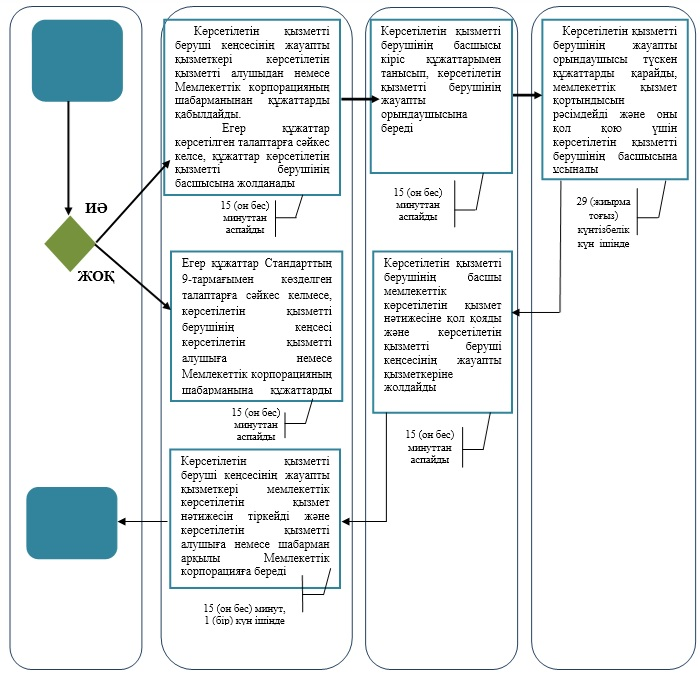 Көрсетілетін қызметті
беруші кеңсесінің жауапты
қызметкері көрсетілетін
қызметті алушыдан немесе
Мемлекеттік корпорацияның
шабарманынан құжаттарды
қабылдайды.
Егер құжаттар
көрсетілген талаптарға сәйкес
келсе, құжаттар көрсетілетін
қызметті берушінің
басшысына жолданады
15 (он бес)
минуттан
аспайды
Көрсетілетін қызметті
берушінің басшысы
кіріс құжаттарымен
танысып, көрсетілетін
қызметті берушінің
жауапты
орындаушысына
береді
15 (он бес)
минуттан
аспайды
Көрсетілетін қызметті
берушінің жауапты
орындаушысы түскен
құжаттарды қарайды,
мемлекеттік қызмет
қортындысын
рәсімдейді және оны
қол қою үшін
көрсетілетін қызметті
берушінің басшысына
ұсынады
29 (жиырма
тоғыз)
күнтізбелік
күн ішінде
ИӘ
ЖОҚ
Егер құжаттар Стандарттың
9-тармағымен көзделген
талаптарға сәйкес келмесе,
көрсетілетін қызметті
берушінің кеңсесі
көрсетілетін қызметті
алушыға немесе
Мемлекеттік корпорацияның
шабарманына құжаттарды
15 (он бес)
минуттан
аспайды
Көрсетілетін қызметті
берушінің басшы
мемлекеттік
көрсетілетін қызмет
нәтижесіне қол қояды
және көрсетілетін
қызметті беруші
кеңсесінің жауапты
қызметкеріне
жолдайды
15 (он бес)
минуттан
аспайды
Көрсетілетін қызметті
беруші кеңсесінің жауапты
қызметкері мемлекеттік
көрсетілетін қызмет
нәтижесін тіркейді және
көрсетілетін қызметті
алушыға немесе шабарман
арқылы Мемлекеттік
корпорацияға береді
15 (он бес) минут,
1 (бір) күн ішінде